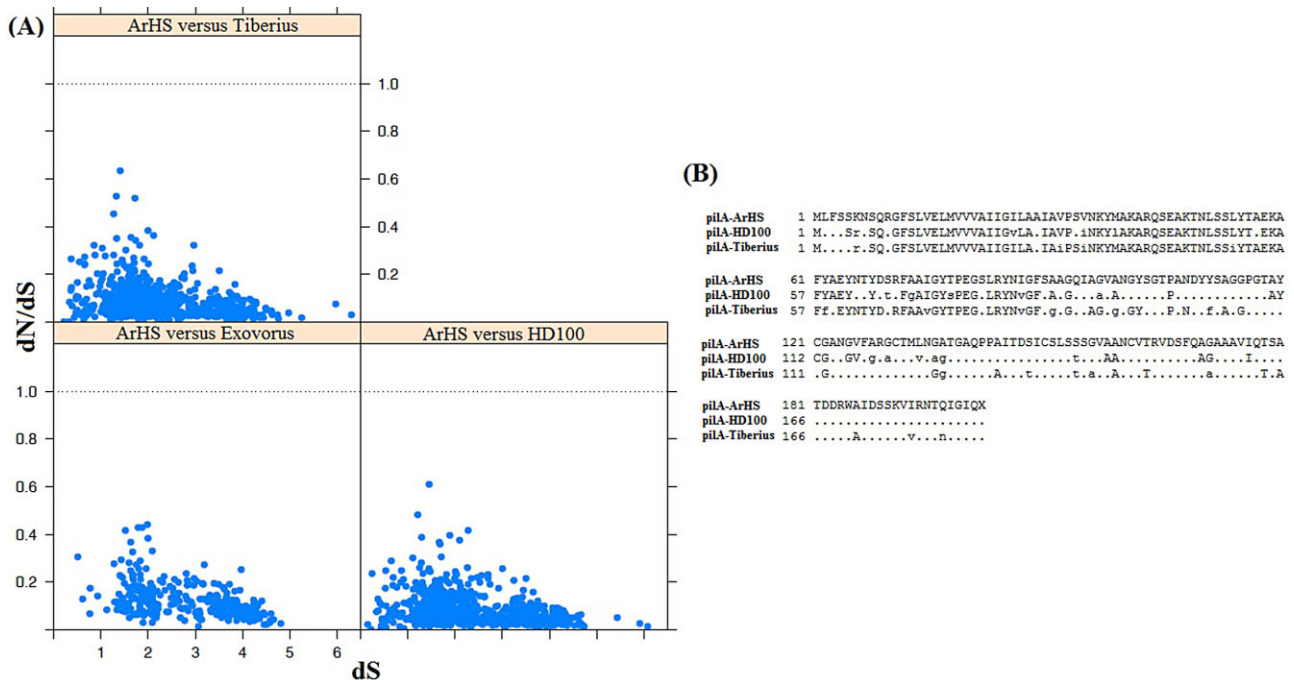 (A)
ArHS versus Tiberius
1.0
0.8
0.6
0.4
0.2
ArHS versus Exovorus
ArHS versus HD100
1.0
0.8
0.6
0.4
0.2
dN/dS
1 2 3 4 5 6
dS
(B)
pilA-ArHS 1 MLFSSKNSQRGFSLVELMVVVAIIGILAAIAVPSVNKYMAKARQSEAKTNLSSLYTAEKA
pilA-HD100 1 M...Sr.SQ.GFSLVELMVVVAIIGvLA.IAVP.iNKYlAKARQSEAKTNLSSLYT.EKA
pilA-Tiberius 1 M....r.SQ.GFSLVELMVVVAIIGILA.IAiPSiNKYMAKARQSEAKTNLSSiYTAEKA
pilA-ArHS 61 FYAEYNTYDSRFAAIGYTPEGSLRYNIGFSAAGQIAGVANGYSGTPANDYYSAGGPGTAY
pilA-HD100 57 FYAEY..Y.t.FgAIGYsPEG.LRYNvGF.A.G...a.A......P............AY
pilA-Tiberius 57 Ff.EYNTYD.RFAAvGYTPEG.LRYNvGF.g.G..AG.g.GY...P.N..f.A.G.....
pilA-ArHS 121 CGANGVFARGCTMLNGATGAQPPAITDSICSLSSSGVAANCVTRVDSFQAGAAAVIQTSA
pilA-HD100 112 CG..GV.g.a...v.ag................t...AA..........AG....I....
pilA-Tiberius 111 .G.............Gg......A...t.....t.a..A...T.......a......T.A
pilA-ArHS 181 TDDRWAIDSSKVIRNTQIGIQX
pilA-HD100 166 ......................
pilA-Tiberius 166 .....A......v...n.....